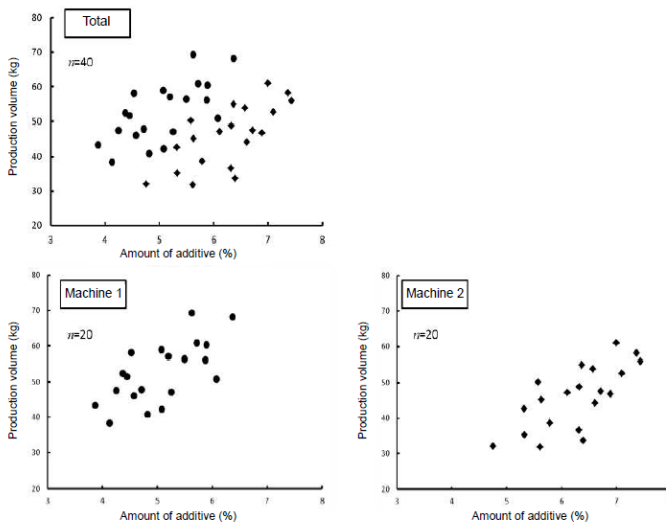 Total
n=40
Production volume (kg)
80
70
60
50
40
30
20
3 4 5 6 7 8
Amount of additive (%)
Machine 1
n=20
Production volume (kg)
80
70
60
50
40
30
20
3 4 5 6 7 8
Amount of additive (%)
Machine 2
n=20
Production volume (kg)
80
70
60
50
40
30
20
3 4 5 6 7
Amount of additive (%)